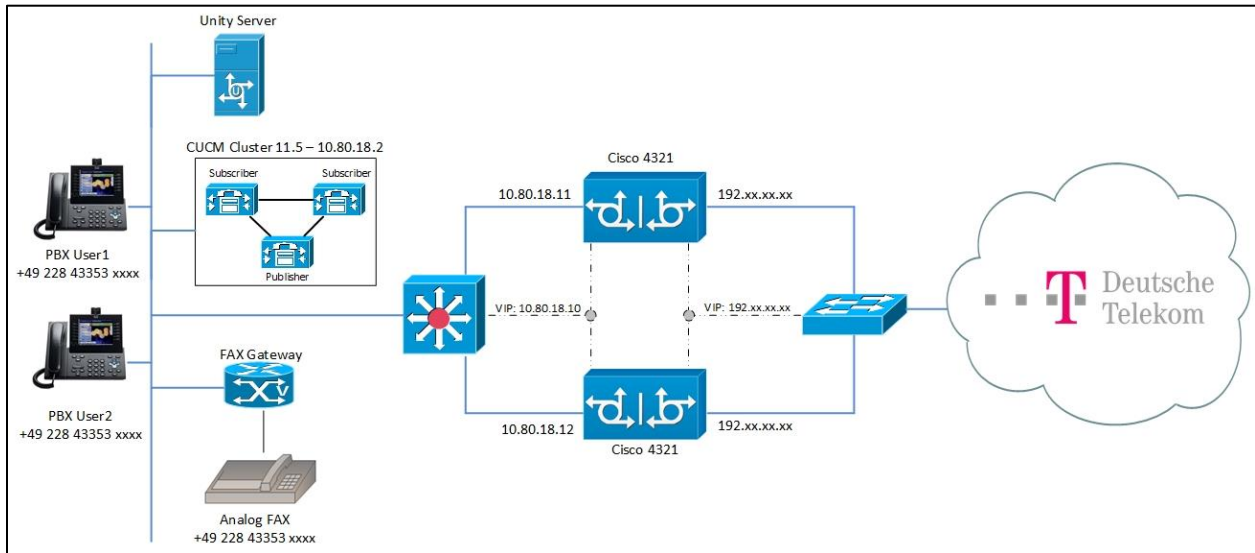 Unity Server
CUCM Cluster 11.5 – 10.80.18.2
Subscriber
Subscriber
Publisher
PBX User1
+49 228 43353 xxxx
PBX User2
+49 228 43353 xxxx
FAX Gateway
V
Analog FAX
+49 228 43353 xxxx
Cisco 4321
10.80.18.11
192.xx.xx.xx
VIP: 10.80.18.10
VIP: 192.xx.xx.xx
10.80.18.12
192.xx.xx.xx
Cisco 4321
T
Deutsche
Telekom